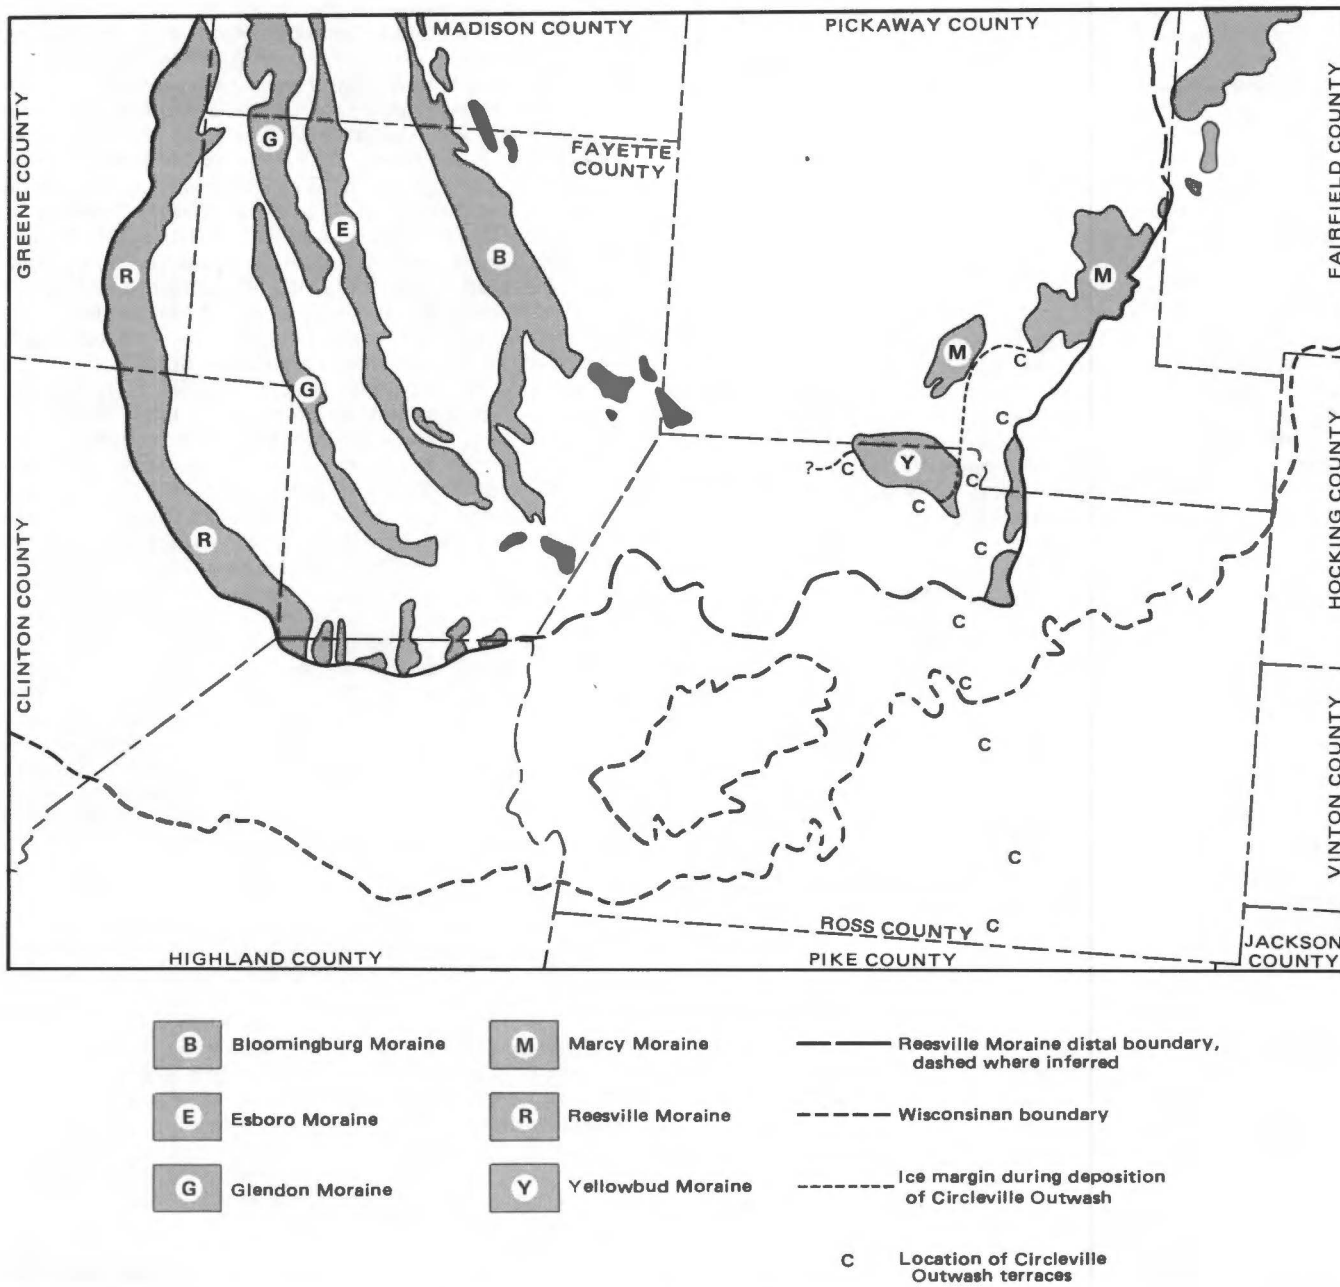 MADISON COUNTY
PICKAWAY COUNTY
GREENE COUNTY
FAYETTE
COUNTY
FAIRFIELD COUNTY
G
E
B
R
M
M
C
G
C
Y
?
C
C
C
R
C
HOCKING COUNTY
CLINTON COUNTY
C
C
C
VINTON COUNTY
C
ROSS COUNTY
C
JACKSON
COUNTY
HIGHLAND COUNTY
PIKE COUNTY
B Bloomingburg Moraine
E Esboro Moraine
G Glendon Moraine
M Marcy Moraine
R Reesville Moraine
Y Yellowbud Moraine
Reesville Moraine distal boundary,
dashed where inferred
Wisconsinan boundary
Ice margin during deposition
of Circleville Outwash
C Location of Circleville
Outwash terraces